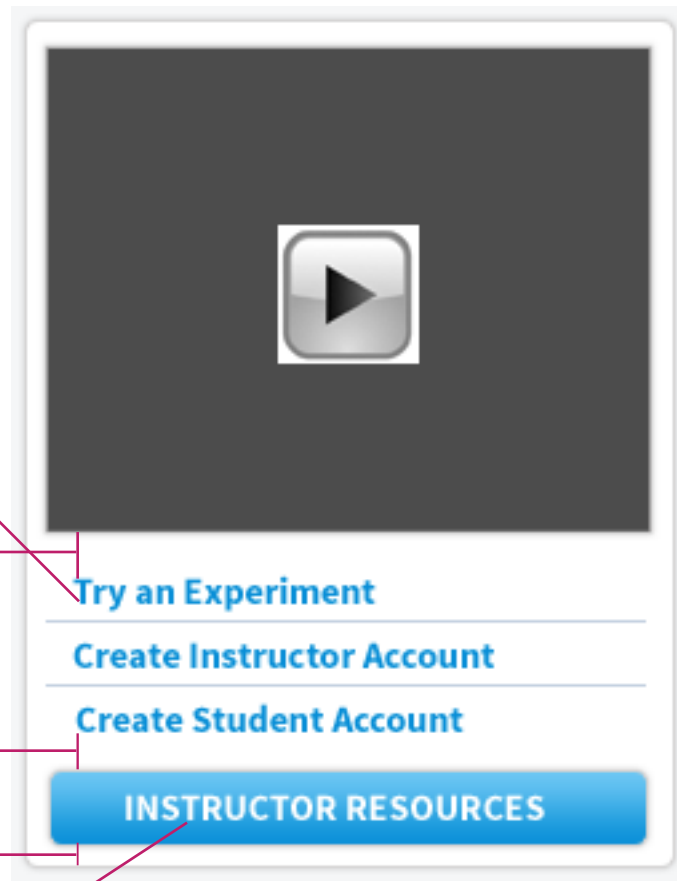 Try an Experiment
Create Instructor Account
Create Student Account
INSTRUCTOR RESOURCES